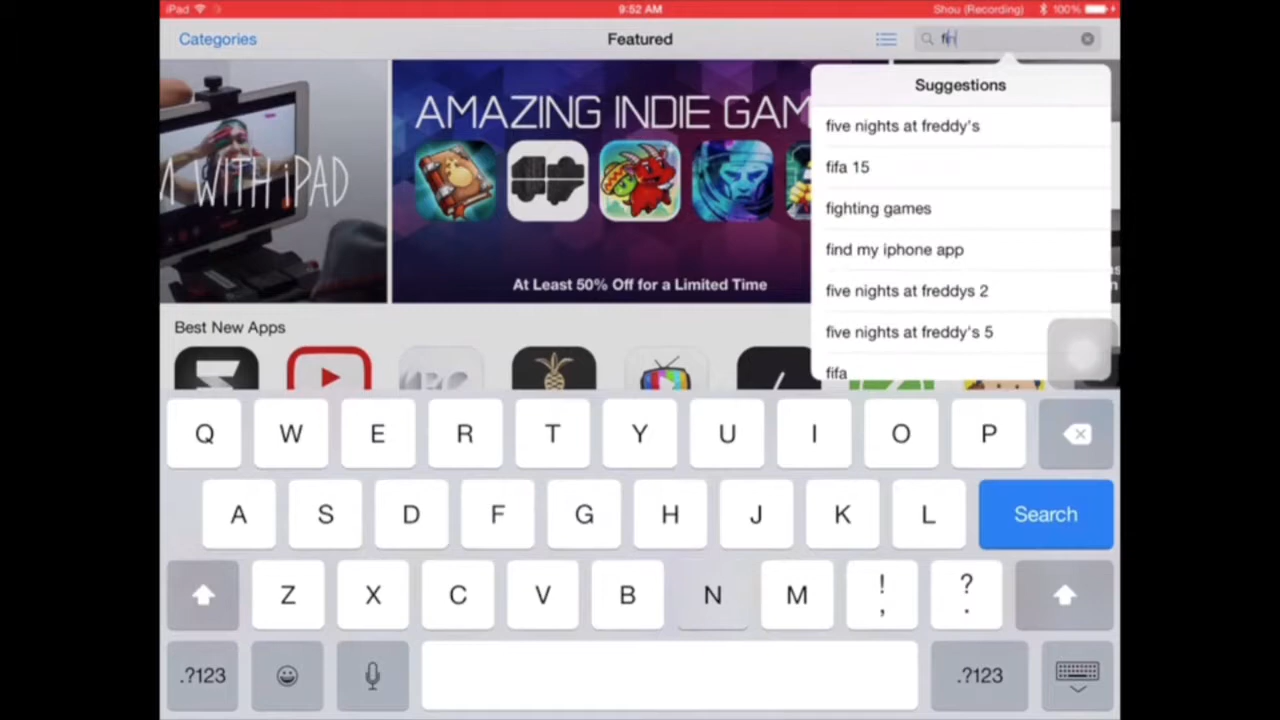 iPad 9:52 AM Shou (Recording) 100%
Categories Featured fin
Suggestions
five nights at freddy's
fifa 15
fighting games
find my iphone app
five nights at freddys 2
five nights at freddy's 5
fifa
WITH iPAD
AMAZING INDIE GAM
At Least 50% Off for a Limited Time
Best New Apps
Q W E R T Y U I O P
A S D F G H J K L Search
Z X C V B N M ! , ? .
.?123 .?123